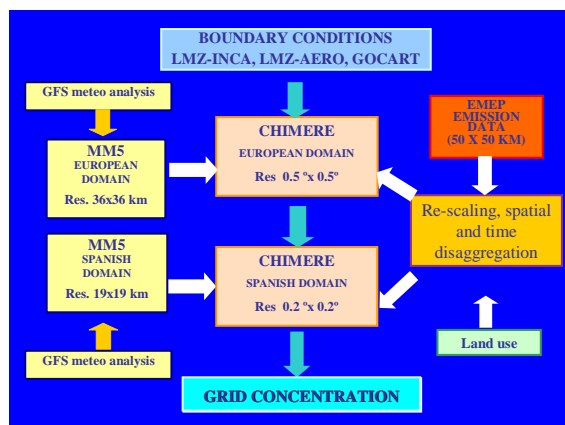 BOUNDARY CONDITIONS
LMZ-INCA, LMZ-AERO, GOCART
GFS meteo analysis
EMEP
EMISSION
DATA
(50 X 50 KM)
CHIMERE
EUROPEAN DOMAIN
Res 0.5 ºx 0.5º
MM5
EUROPEAN
DOMAIN
Res. 36x36 km
Re-scaling, spatial
and time
disaggregation
MM5
SPANISH
DOMAIN
Res. 19x19 km
CHIMERE
SPANISH DOMAIN
Res 0.2 ºx 0.2º
Land use
GFS meteo analysis
GRID CONCENTRATION